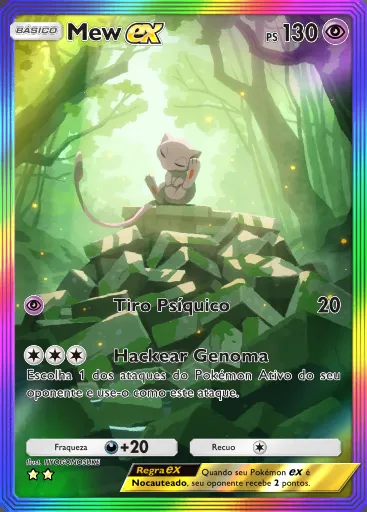 BÁSICO Mew ex PS 130
Tiro Psíquico 20
Hackear Genoma
Escolha 1 dos ataques do Pokémon Ativo do seu
oponente e use-o como este ataque.
Fraqueza +20 Recuo
Ilust.
Regra ex Quando seu Pokémon ex é
Nocauteado, seu oponente recebe 2 pontos.